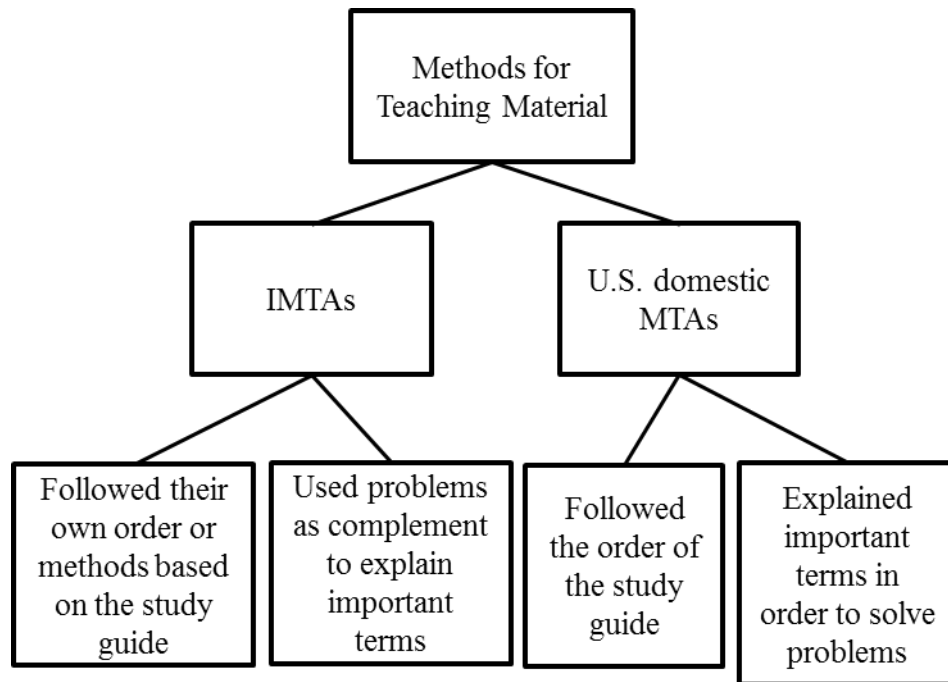 Methods for
Teaching Material
IMTAs
U.S. domestic
MTAs
Followed their
own order or
methods based
on the study
guide
Used problems
as complement
to explain
important
terms
Followed
the order of
the study
guide
Explained
important
terms in
order to solve
problems